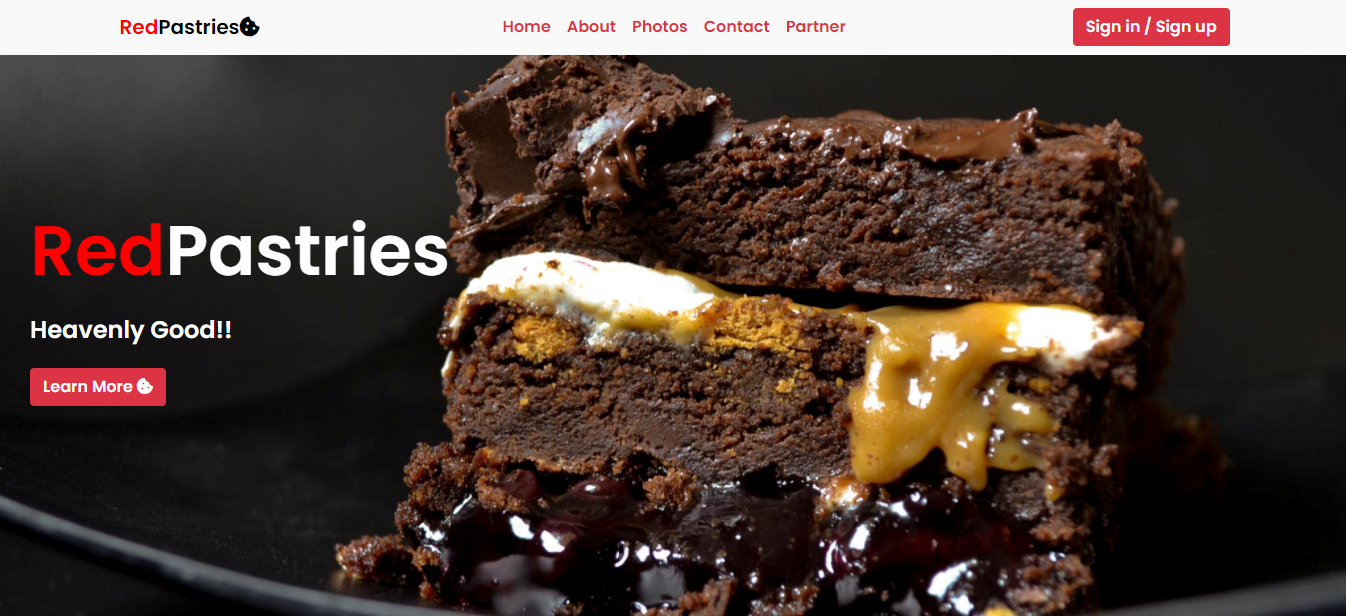 RedPastries
Home About Photos Contact Partner
Sign in / Sign up
RedPastries
Heavenly Good!!
Learn More